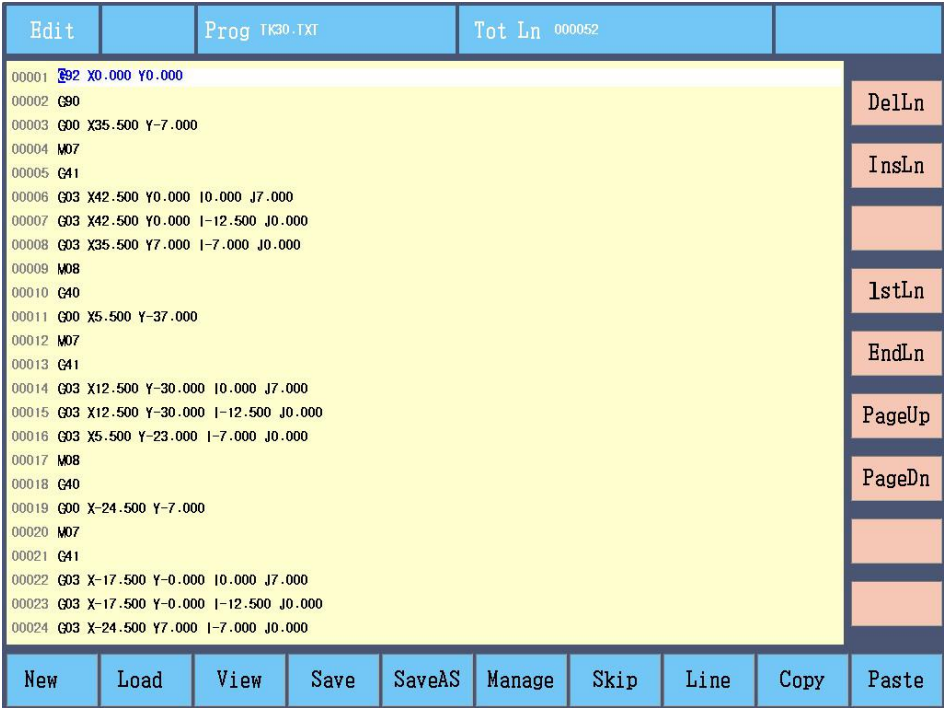 Edit Prog TK30.TXT Tot Ln 000052
00001 G92 X0.000 Y0.000
00002 G90
00003 G00 X35.500 Y-7.000
00004 M07
00005 G41
00006 G03 X42.500 Y0.000 I0.000 J7.000
00007 G03 X42.500 Y0.000 I-12.500 J0.000
00008 G03 X35.500 Y7.000 I-7.000 J0.000
00009 M08
00010 G40
00011 G00 X5.500 Y-37.000
00012 M07
00013 G41
00014 G03 X12.500 Y-30.000 I0.000 J7.000
00015 G03 X12.500 Y-30.000 I-12.500 J0.000
00016 G03 X5.500 Y-23.000 I-7.000 J0.000
00017 M08
00018 G40
00019 G00 X-24.500 Y-7.000
00020 M07
00021 G41
00022 G03 X-17.500 Y-0.000 I0.000 J7.000
00023 G03 X-17.500 Y-0.000 I-12.500 J0.000
00024 G03 X-24.500 Y7.000 I-7.000 J0.000
DelLn
InsLn
1stLn
EndLn
PageUp
PageDn
New Load View Save SaveAS Manage Skip Line Copy Paste